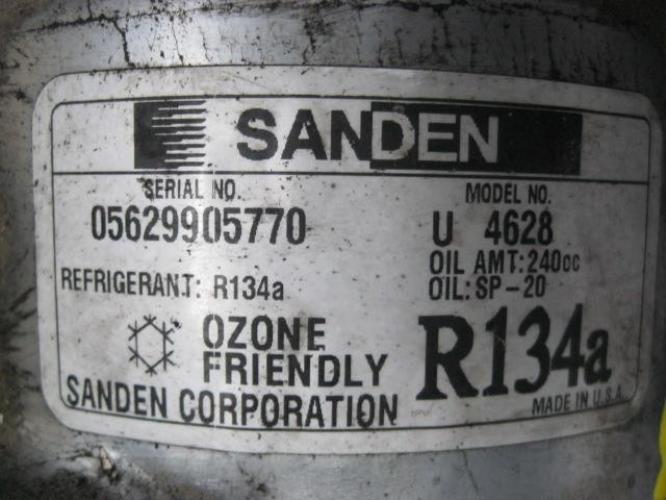 SANDEN
SERIAL NO.
05629905770
MODEL NO.
U 4628
OIL AMT:240cc
REFRIGERANT: R134a
OIL: SP-20
OZONE
FRIENDLY
R134a
SANDEN CORPORATION
MADE IN U.S.A.